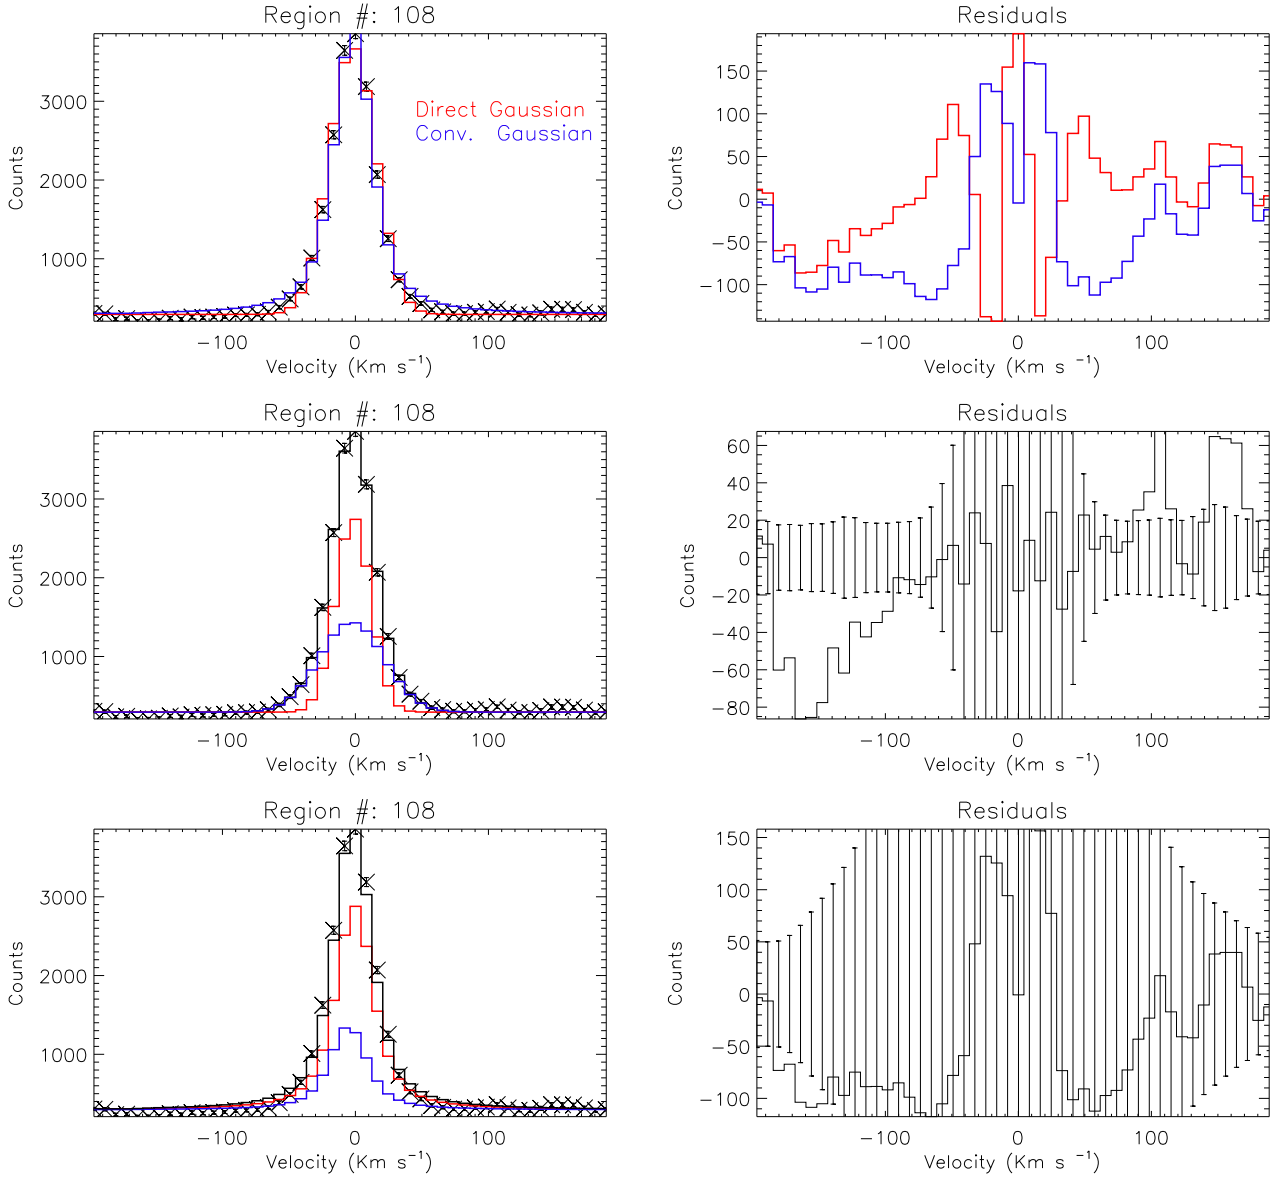 Region #: 108
Residuals
Counts
3000
2000
1000
Direct Gaussian
Conv. Gaussian
-100 0 100
Velocity (Km s⁻¹)
Counts
150
100
50
0
-50
-100
-100 0 100
Velocity (Km s⁻¹)
Region #: 108
Residuals
Counts
3000
2000
1000
-100 0 100
Velocity (Km s⁻¹)
Counts
60
40
20
0
-20
-40
-60
-80
-100 0 100
Velocity (Km s⁻¹)
Region #: 108
Residuals
Counts
3000
2000
1000
-100 0 100
Velocity (Km s⁻¹)
Counts
150
100
50
0
-50
-100
-100 0 100
Velocity (Km s⁻¹)